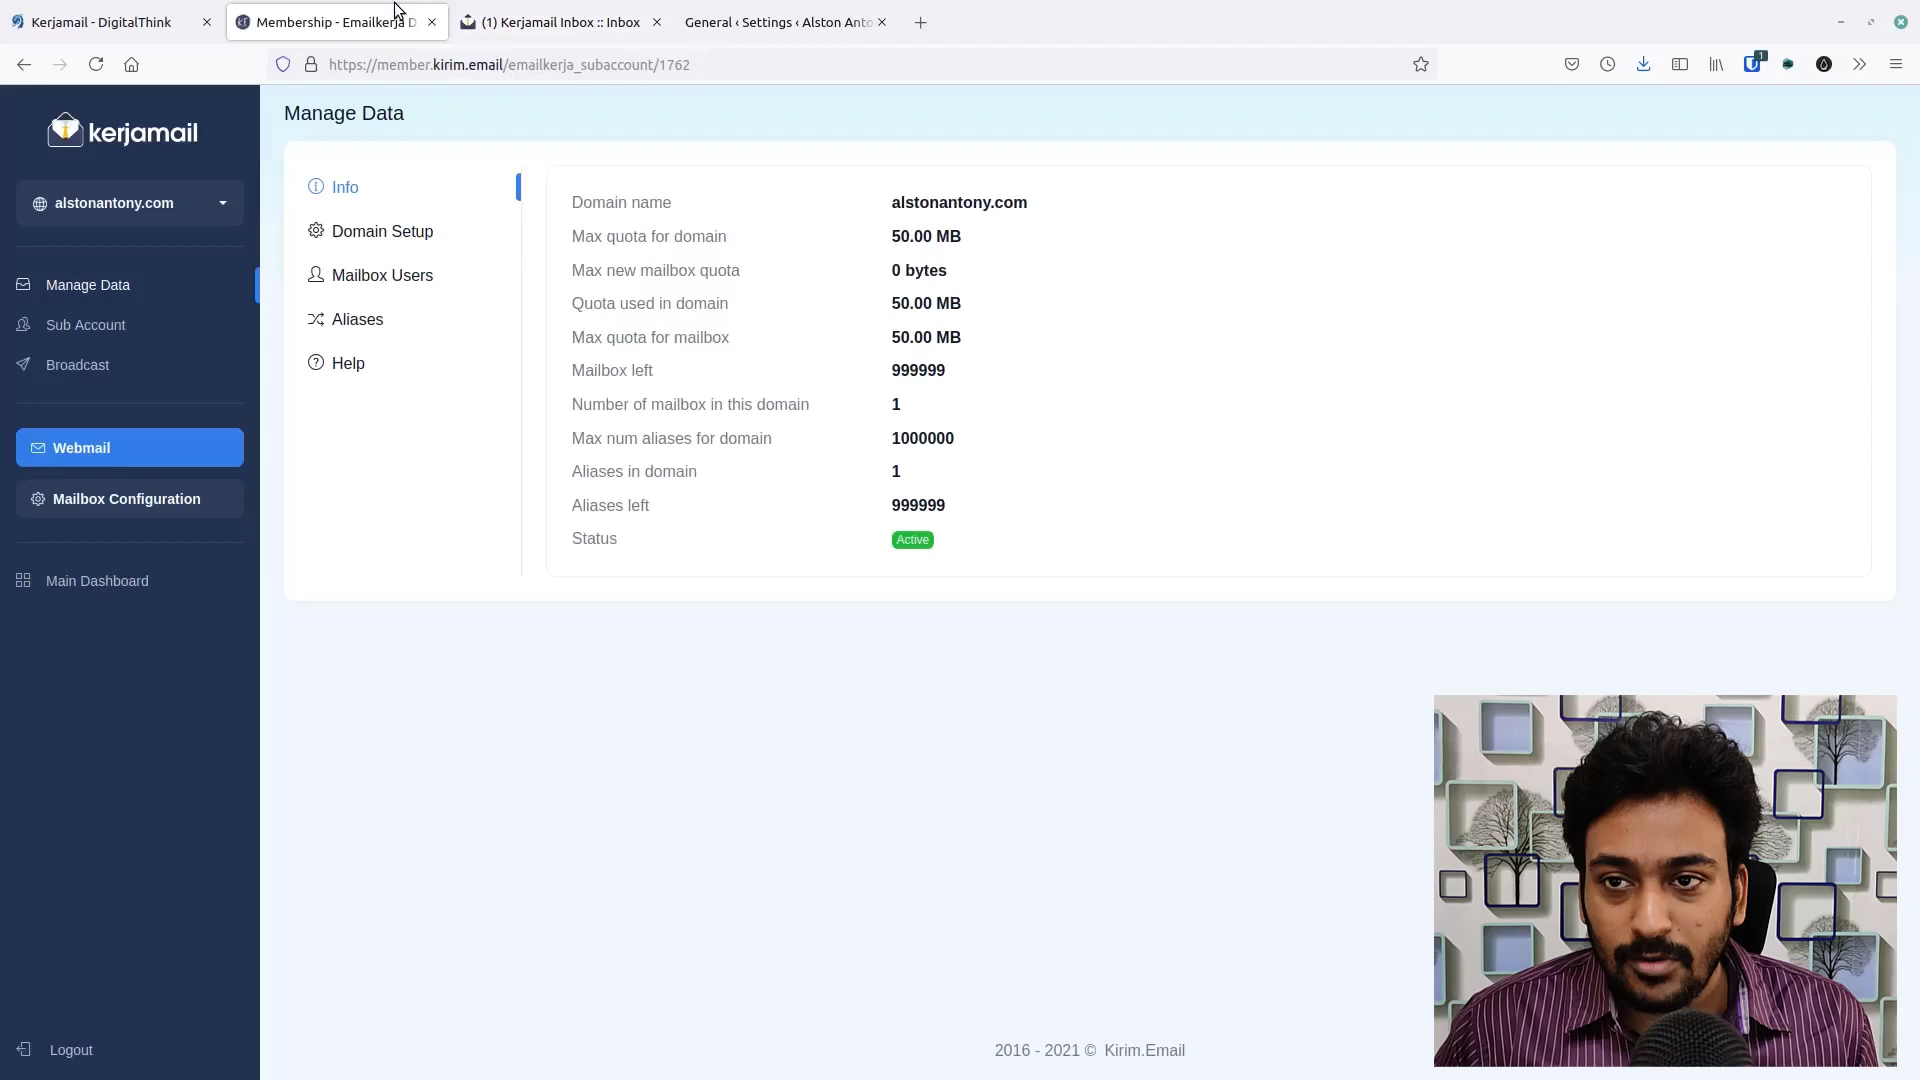 Kerjamail - DigitalThink
Membership - Emailkerja D
(1) Kerjamail Inbox :: Inbox
General ‹ Settings ‹ Alston Anto
https://member.kirim.email/emailkerja_subaccount/1762
1
kerjamail
alstonantony.com
Manage Data
Sub Account
Broadcast
Webmail
Mailbox Configuration
Main Dashboard
Logout
Manage Data
Info
Domain Setup
Mailbox Users
Aliases
Help
Domain name alstonantony.com
Max quota for domain 50.00 MB
Max new mailbox quota 0 bytes
Quota used in domain 50.00 MB
Max quota for mailbox 50.00 MB
Mailbox left 999999
Number of mailbox in this domain 1
Max num aliases for domain 1000000
Aliases in domain 1
Aliases left 999999
Status Active
2016 - 2021 © Kirim.Email